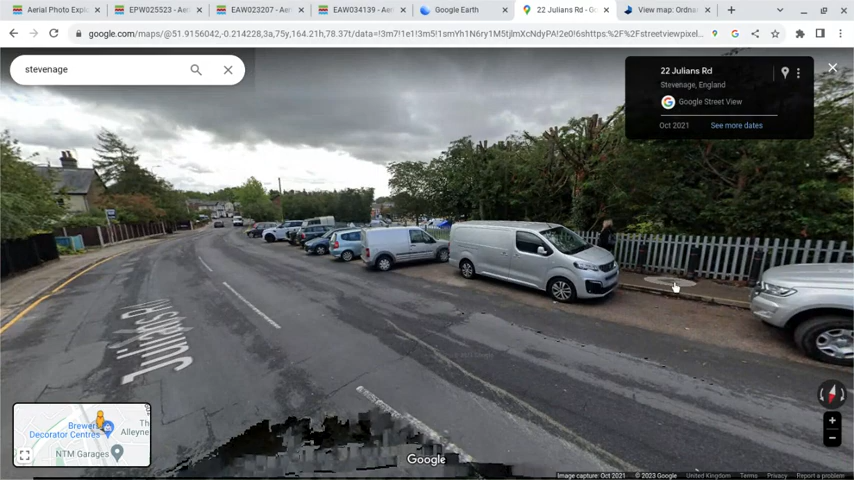 Aerial Photo Explo
EPW025523 - Ae
EAW023207 - Aer
EAW034139 - Ae
Google Earth
22 Julians Rd - Go
View map: Ordna
google.com/maps/@51.9156042,-0.214228,3a,75y,164.21h,78.37t/data=!3m7!1e1!3m5!1smYh1N6ry1M5tjlmXcNdyPA!2e0!6shttps:%2F%2Fstreetviewpixel...
stevenage
22 Julians Rd
Stevenage, England
Google Street View
Oct 2021
See more dates
Julians Rd
Brewers
Decorator Centres
Th
Alleyne
NTM Garages
Google
Image capture: Oct 2021 © 2023 Google United Kingdom Terms Privacy Report a problem